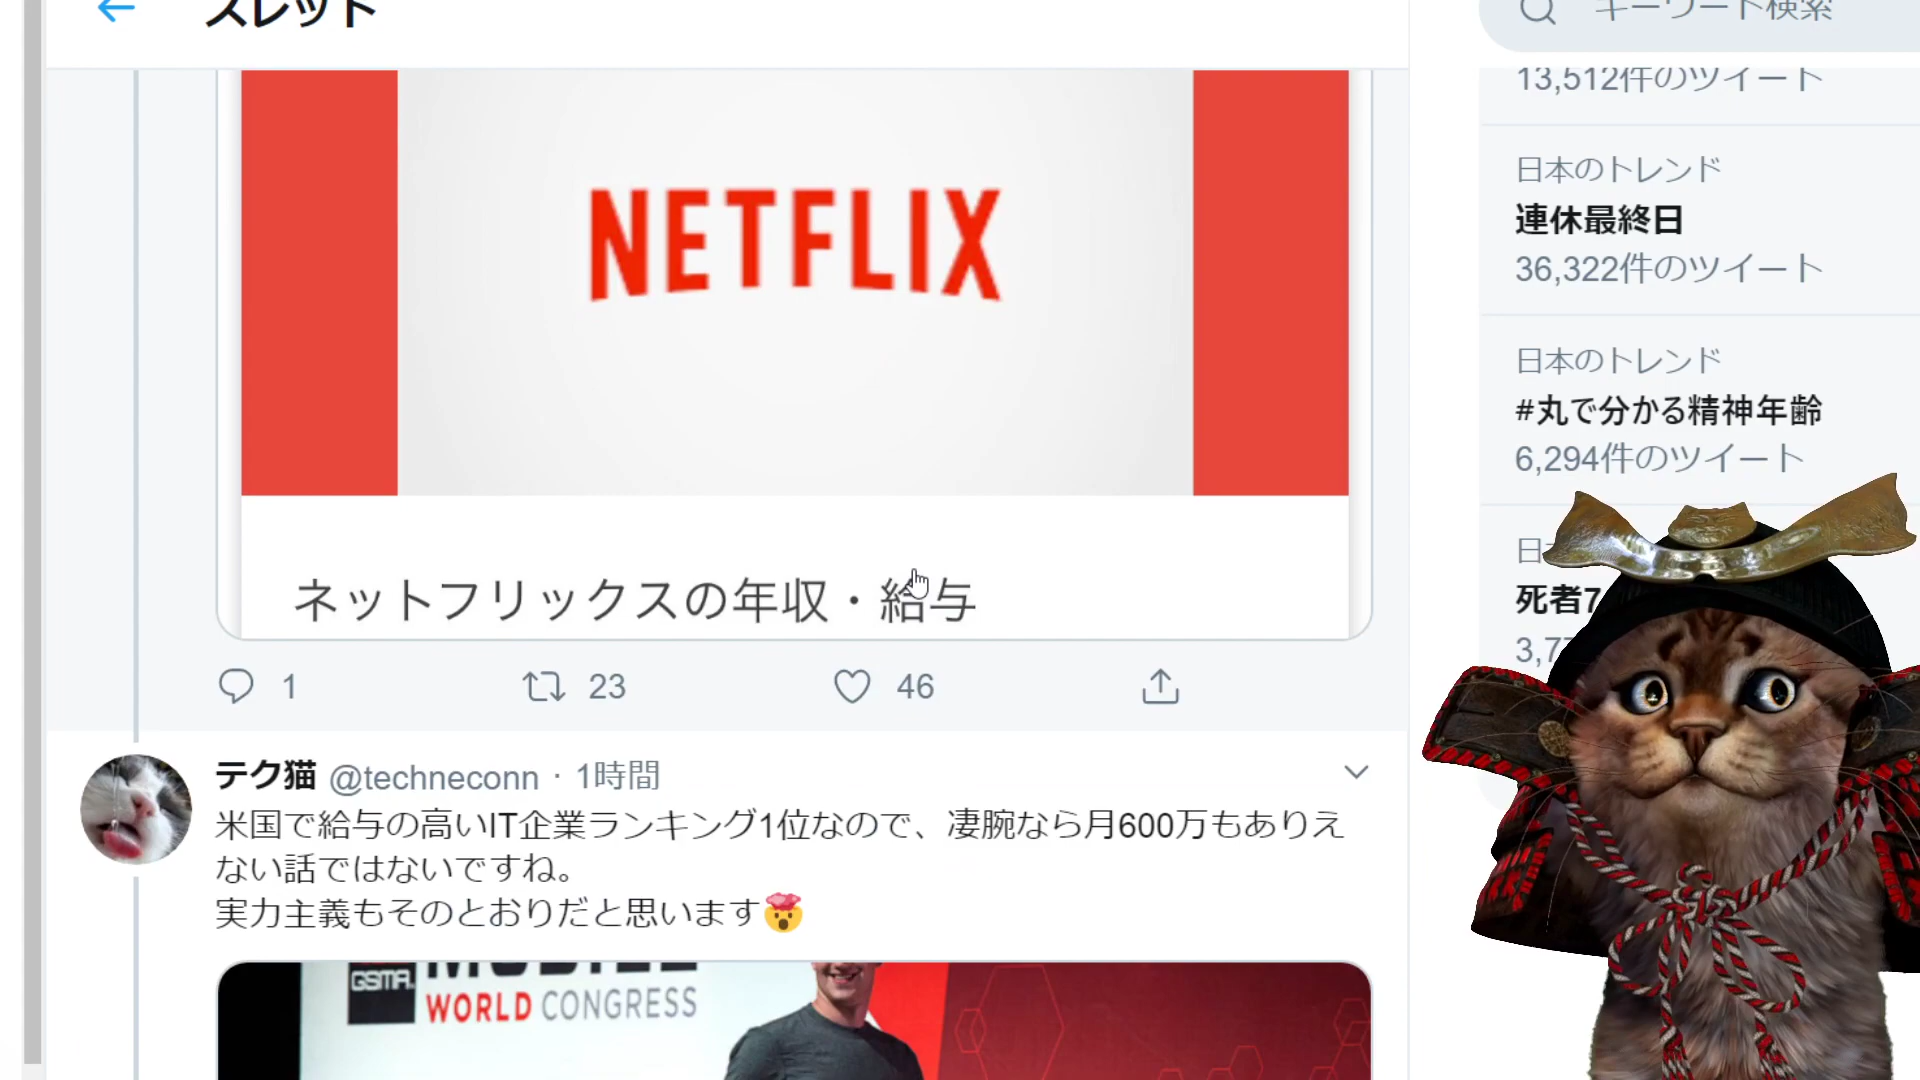 スレッド
キーワード検索
13,512件のツイート
日本のトレンド
連休最終日
36,322件のツイート
日本のトレンド
#丸で分かる精神年齢
6,294件のツイート
日
死者7
3,77
NETFLIX
ネットフリックスの年収・給与
1 23 46
テク猫 @techneconn · 1時間
米国で給与の高いIT企業ランキング1位なので、凄腕なら月600万もありえ
ない話ではないですね。
実力主義もそのとおりだと思います🤯
GSMA. MOBILE
WORLD CONGRESS